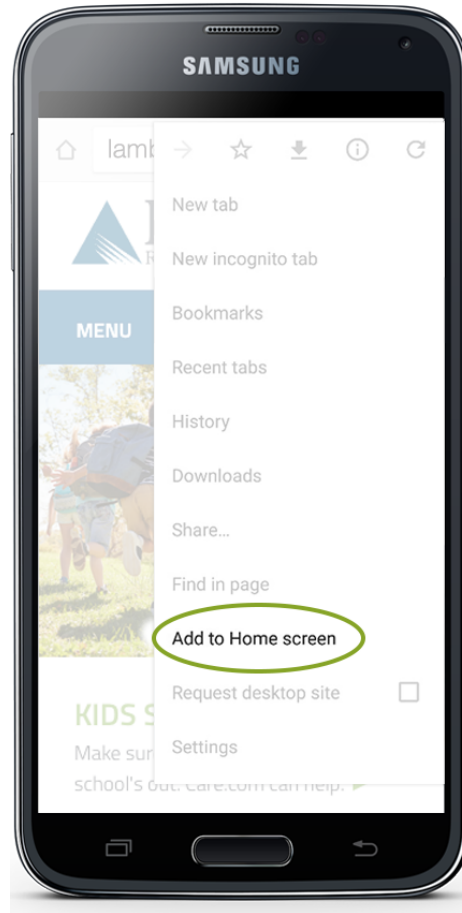 SAMSUNG
lamb
New tab
New incognito tab
Bookmarks
MENU
Recent tabs
History
Downloads
Share...
Find in page
Add to Home screen
Request desktop site
KIDS S
Settings
Make sur
school's out. Care.com can help.